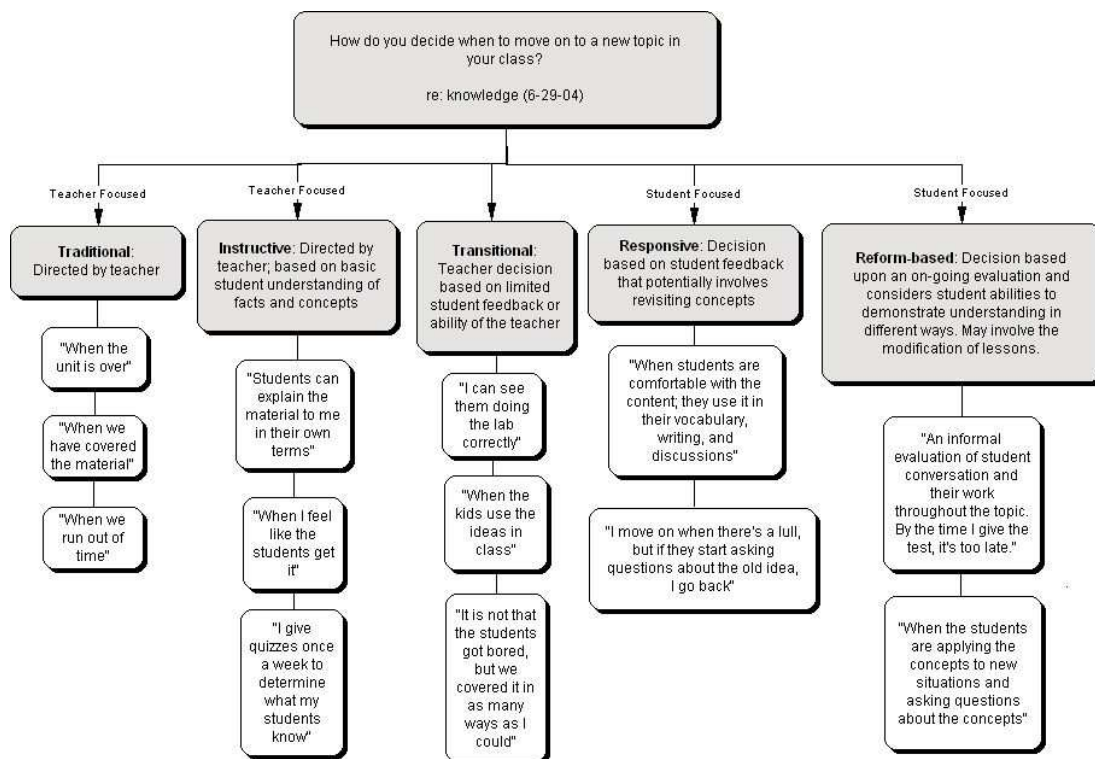 How do you decide when to move on to a new topic in
your class?
re: knowledge (6-29-04)
Teacher Focused
Teacher Focused
Student Focused
Student Focused
Traditional:
Directed by teacher
"When the
unit is over"
"When we
have covered
the material"
"When we
run out of
time"
Instructive: Directed by
teacher; based on basic
student understanding of
facts and concepts
"Students can
explain the
material to me
in their own
terms"
"When I feel
like the
students get
it"
"I give
quizzes once
a week to
determine
what my
students
know"
Transitional:
Teacher decision
based on limited
student feedback or
ability of the teacher
"I can see
them doing
the lab
correctly"
"When the
kids use the
ideas in
class"
"It is not that
the students
got bored,
but we
covered it in
as many
ways as I
could"
Responsive: Decision
based on student feedback
that potentially involves
revisiting concepts
"When students are
comfortable with the
content; they use it in
their vocabulary,
writing, and
discussions"
"I move on when there's a lull,
but if they start asking
questions about the old idea,
I go back"
Reform-based: Decision based
upon an on-going evaluation and
considers student abilities to
demonstrate understanding in
different ways. May involve the
modification of lessons.
"An informal
evaluation of student
conversation and
their work
throughout the topic.
By the time I give the
test, it's too late."
"When the students
are applying the
concepts to new
situations and
asking questions
about the concepts"